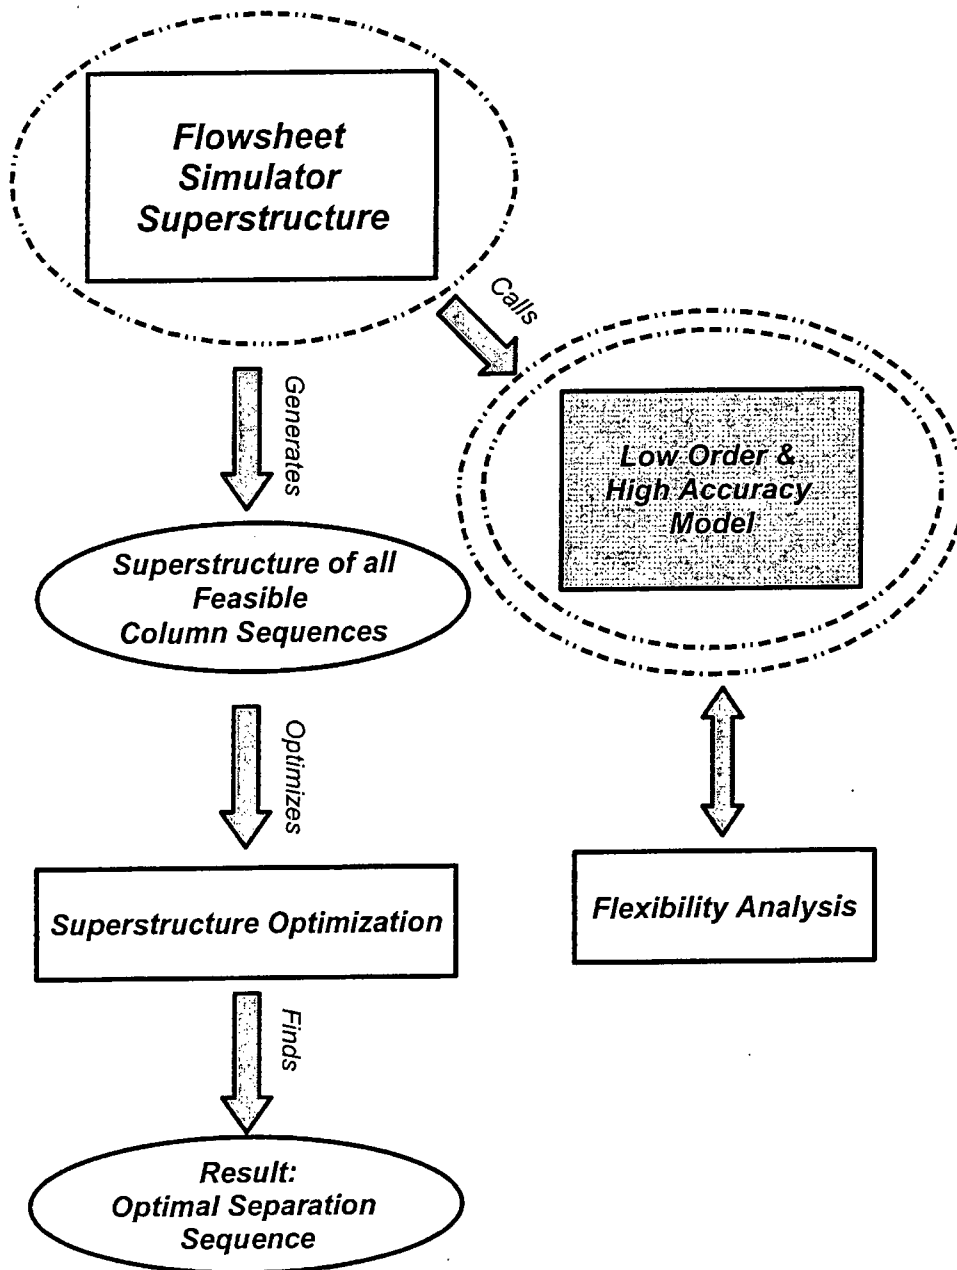 Flowsheet
Simulator
Superstructure
Calls
Generates
Low Order &
High Accuracy
Model
Superstructure of all
Feasible
Column Sequences
Optimizes
Superstructure Optimization
Flexibility Analysis
Finds
Result:
Optimal Separation
Sequence